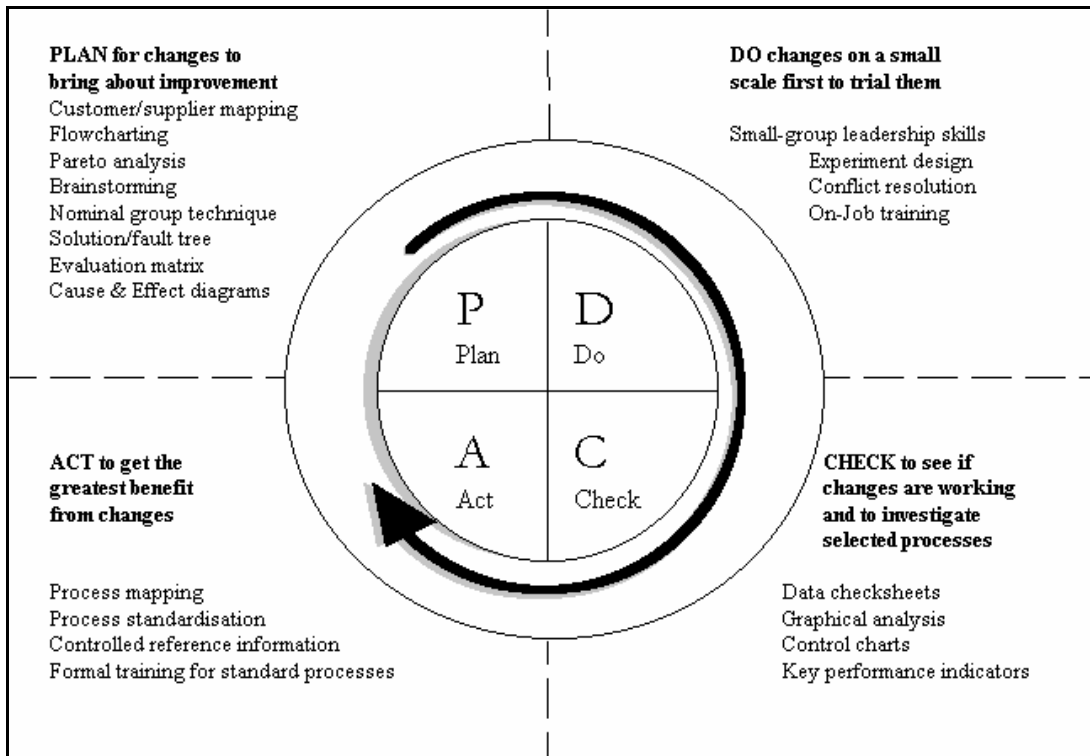 PLAN for changes to
bring about improvement
Customer/supplier mapping
Flowcharting
Pareto analysis
Brainstorming
Nominal group technique
Solution/fault tree
Evaluation matrix
Cause & Effect diagrams
DO changes on a small
scale first to trial them
Small-group leadership skills
Experiment design
Conflict resolution
On-Job training
P
Plan
D
Do
A
Act
C
Check
ACT to get the
greatest benefit
from changes
Process mapping
Process standardisation
Controlled reference information
Formal training for standard processes
CHECK to see if
changes are working
and to investigate
selected processes
Data checksheets
Graphical analysis
Control charts
Key performance indicators